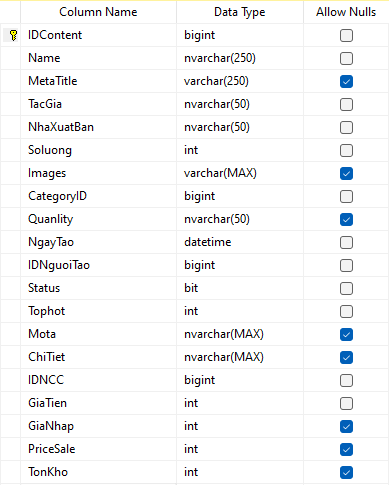 Column Name Data Type Allow Nulls
IDContent bigint
Name nvarchar(250)
MetaTitle varchar(250)
TacGia nvarchar(50)
NhaXuatBan nvarchar(50)
Soluong int
Images varchar(MAX)
CategoryID bigint
Quanlity nvarchar(50)
NgayTao datetime
IDNguoiTao bigint
Status bit
Tophot int
Mota nvarchar(MAX)
ChiTiet nvarchar(MAX)
IDNCC bigint
GiaTien int
GiaNhap int
PriceSale int
TonKho int